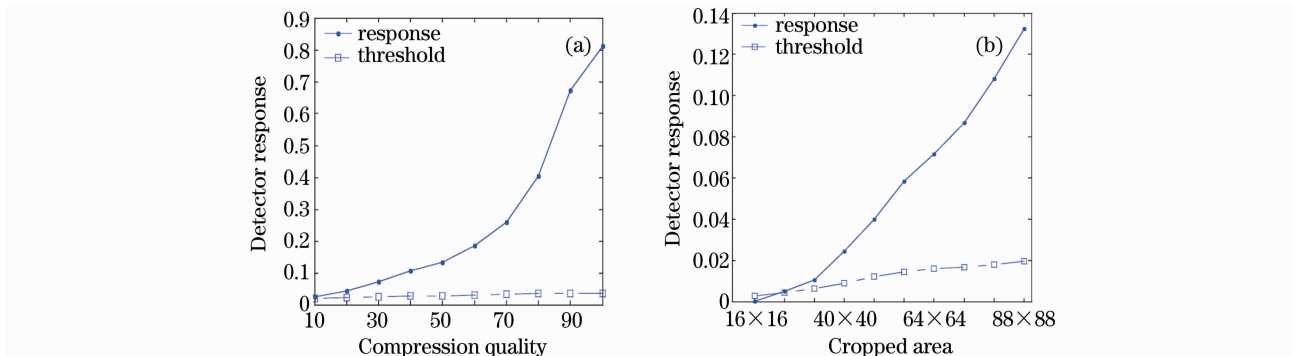 0.9
0.8
0.7
0.6
0.5
0.4
0.3
0.2
0.1
0
Detector response
response
threshold
(a)
10 30 50 70 90
Compression quality
0.14
0.12
0.10
0.08
0.06
0.04
0.02
0
Detector response
response
threshold
(b)
16×16 40×40 64×64 88×88
Cropped area